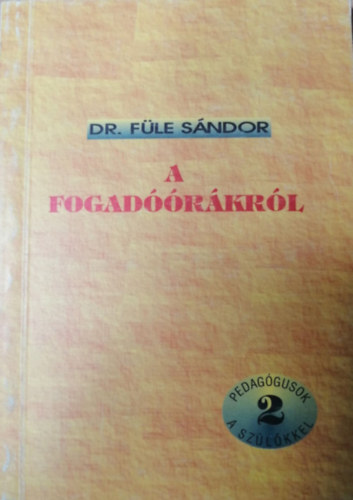 DR. FÜLE SÁNDOR
A
FOGADÓÓRÁKRÓL
PEDAGÓGUSOK
2
A SZÜLŐKKEL